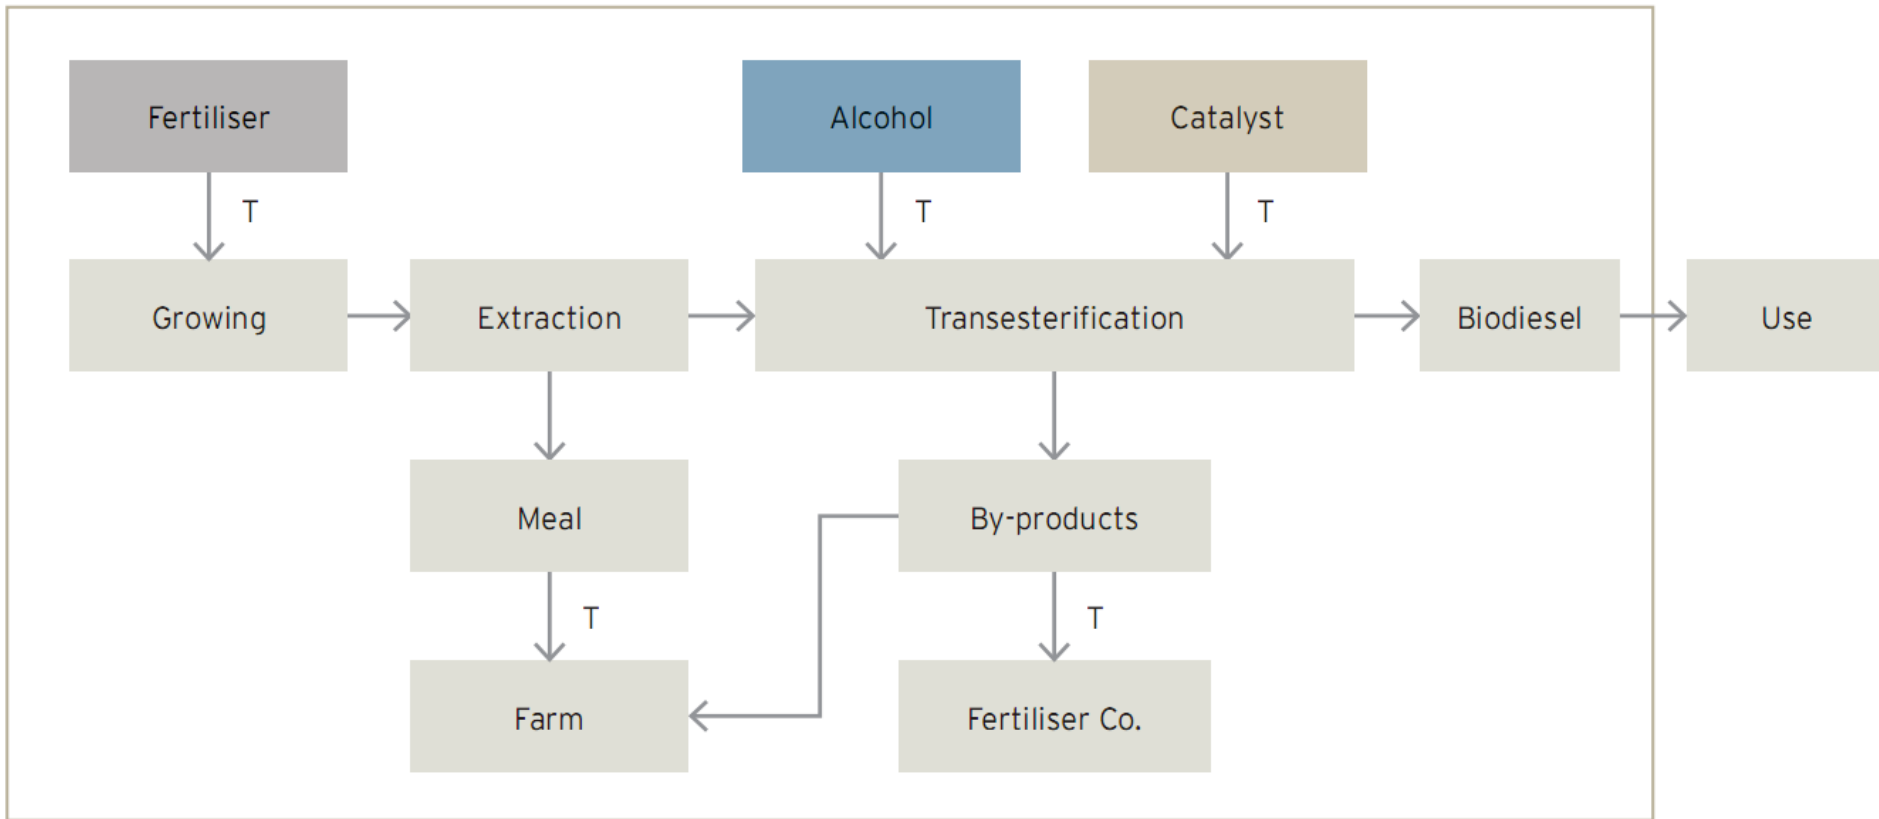 Fertiliser
Alcohol
Catalyst
T
T
T
Growing
Extraction
Transesterification
Biodiesel
Use
Meal
By-products
T
T
Farm
Fertiliser Co.